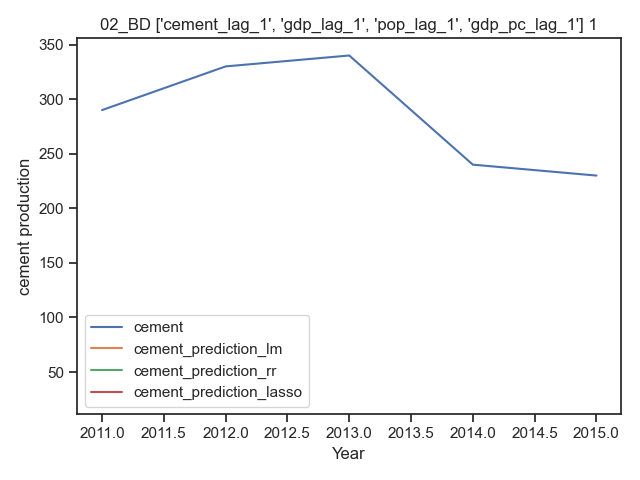 02_BD ['cement_lag_1', 'gdp_lag_1', 'pop_lag_1', 'gdp_pc_lag_1'] 1
350
300
250
200
150
100
50
cement production
cement
cement_prediction_lm
cement_prediction_rr
cement_prediction_lasso
2011.0 2011.5 2012.0 2012.5 2013.0 2013.5 2014.0 2014.5 2015.0
Year